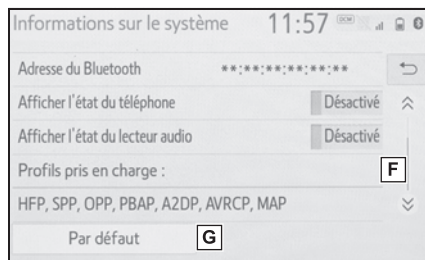 Informations sur le système 11:57 DCM
Adresse du Bluetooth **:**:**:**:**:**
Afficher l'état du téléphone Désactivé
Afficher l'état du lecteur audio Désactivé
Profils pris en charge : F
HFP, SPP, OPP, PBAP, A2DP, AVRCP, MAP
Par défaut G